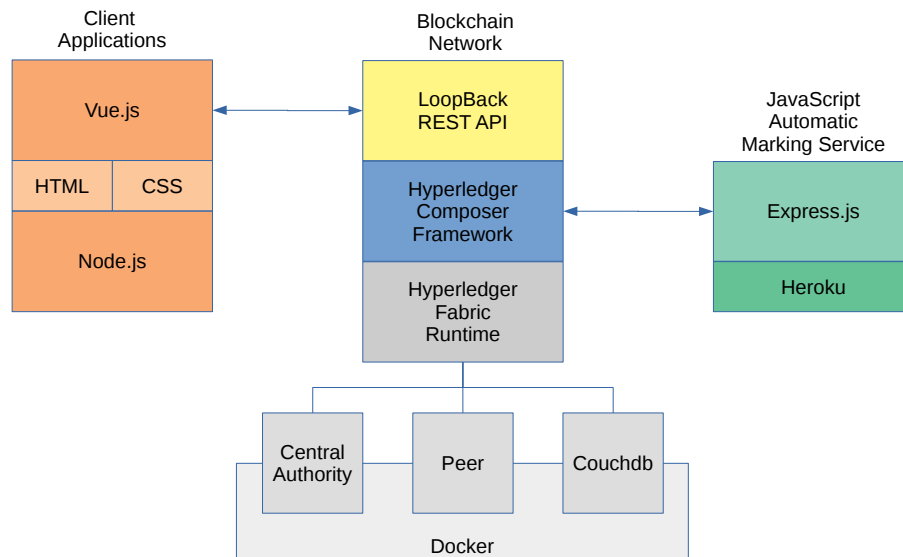 Client
Applications
Vue.js
HTML
CSS
Node.js
Blockchain
Network
LoopBack
REST API
Hyperledger
Composer
Framework
Hyperledger
Fabric
Runtime
JavaScript
Automatic
Marking Service
Express.js
Heroku
Central
Authority
Peer
Couchdb
Docker